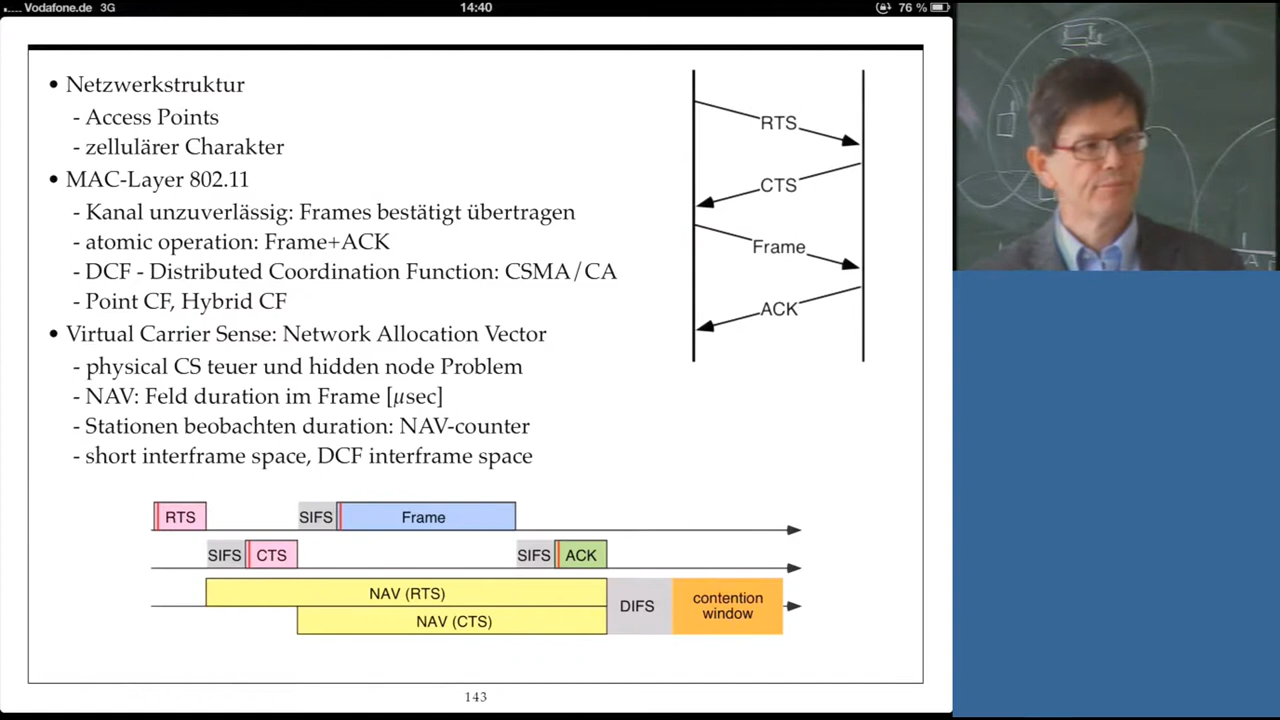 Vodafone.de 3G
14:40
76 %
• Netzwerkstruktur
- Access Points
- zellulärer Charakter
• MAC-Layer 802.11
- Kanal unzuverlässig: Frames bestätigt übertragen
- atomic operation: Frame+ACK
- DCF - Distributed Coordination Function: CSMA/CA
- Point CF, Hybrid CF
• Virtual Carrier Sense: Network Allocation Vector
- physical CS teuer und hidden node Problem
- NAV: Feld duration im Frame [µsec]
- Stationen beobachten duration: NAV-counter
- short interframe space, DCF interframe space
RTS
CTS
Frame
ACK
RTS
SIFS
Frame
SIFS
CTS
SIFS
ACK
NAV (RTS)
NAV (CTS)
DIFS
contention
window
143